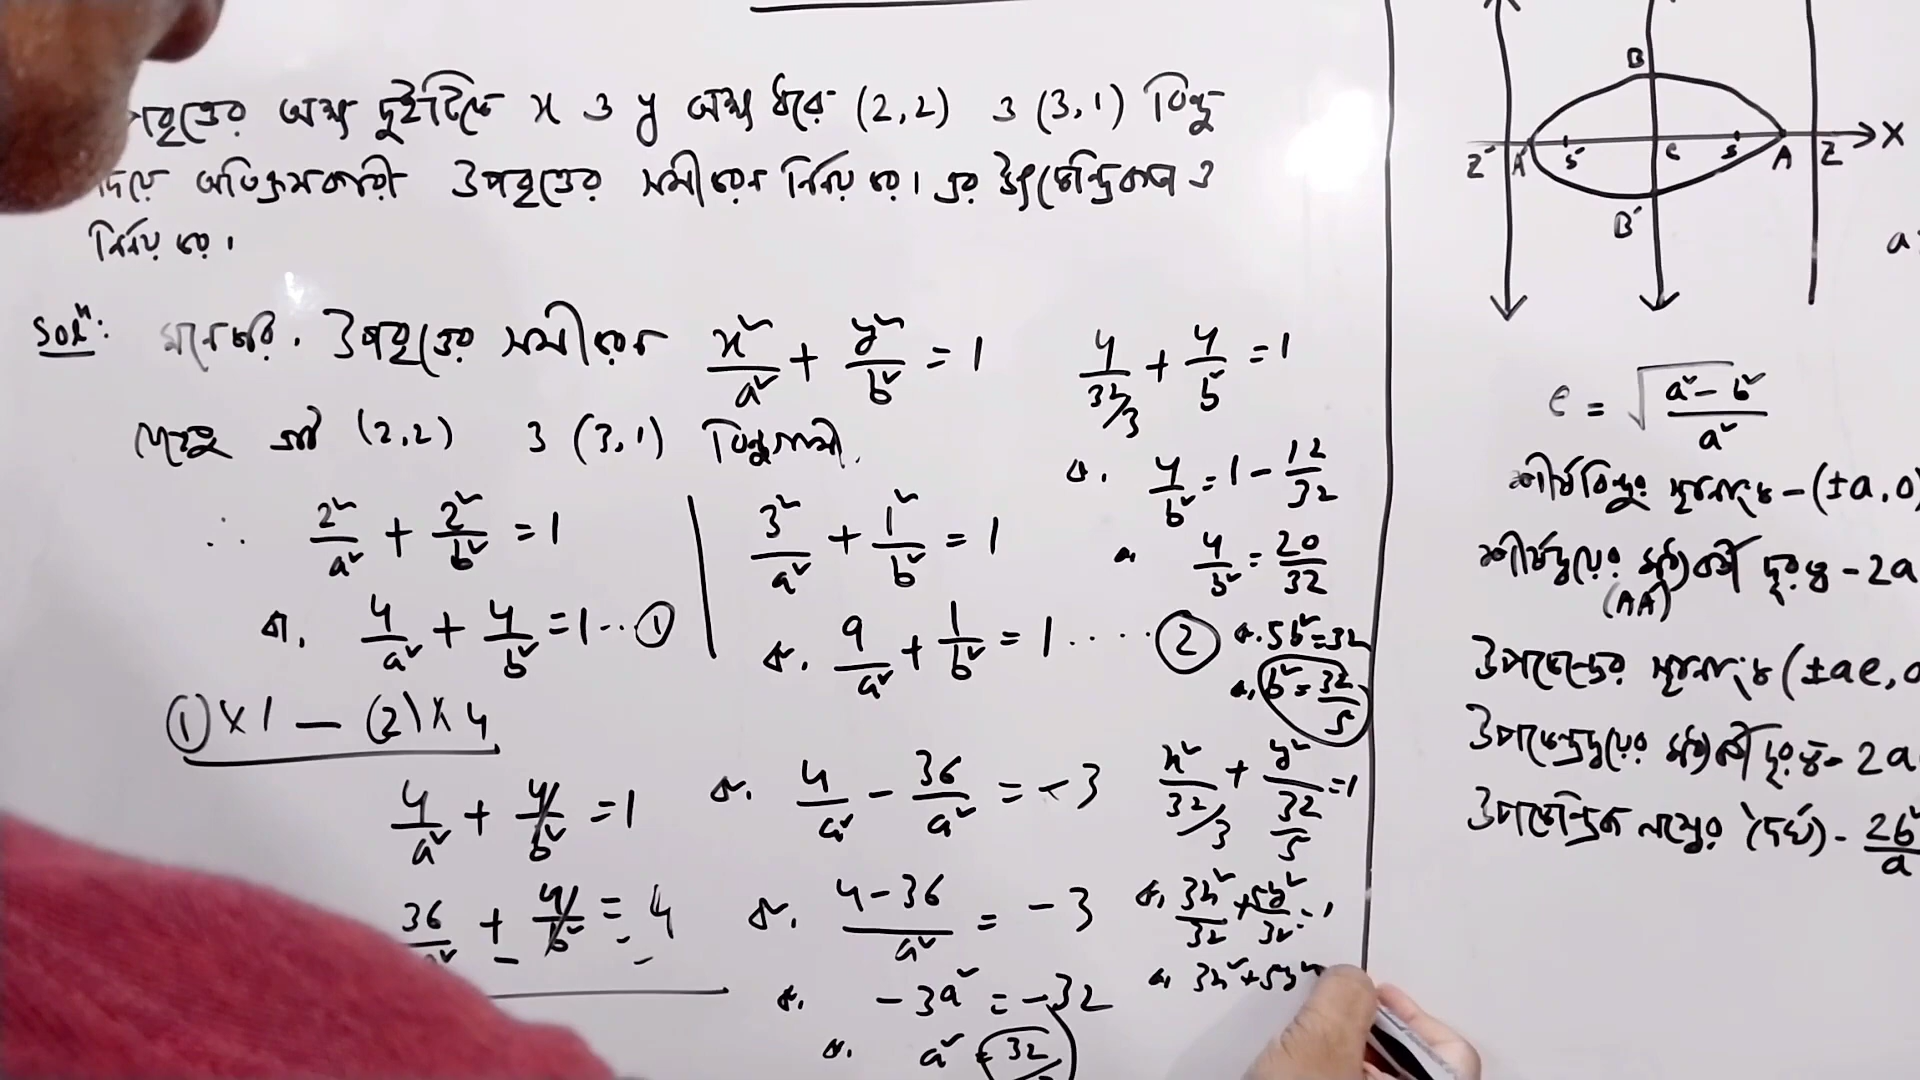 উপবৃত্তের অক্ষ দুইটিকে x ও y অক্ষ ধরে (2,2) ও (3,1) বিন্দু
দিয়ে অতিক্রমকারী উপবৃত্তের সমীকরণ নির্ণয় কর। এর উৎকেন্দ্রিকতা ও
নির্ণয় কর।
Solⁿ: মনেকরি, উপবৃত্তের সমীকরণ x²/a² + y²/b² = 1
যেহেতু (2,2) ও (3,1) বিন্দুগামী,
∴ 2²/a² + 2²/b² = 1
বা, 4/a² + 4/b² = 1 ... ①
3²/a² + 1²/b² = 1
বা, 9/a² + 1/b² = 1 ..... ②
①×1 — (2)×4
4/a² + 4/b² = 1
36/a² + 4/b² = 4
- - -
বা, 4/a² - 36/a² = -3
বা, (4-36)/a² = -3
বা, -3a² = -32
বা, a² = 32
4/(32/3) + 4/b² = 1
বা, 4/b² = 1 - 12/32
বা 4/b² = 20/32
বা, 5b² = 32
বা, b² = 32/5
x²/(32/3) + y²/(32/5) = 1
বা, 3x²/32 + 5y²/32 = 1
বা, 3x² + 5y²
B
Z′ A′ S′ C S A Z X
B′
a
e = √((a² - b²)/a²)
শীর্ষবিন্দুর স্থানাংক - (±a, 0)
শীর্ষদ্বয়ের মধ্যবর্তী দূরত্ব - 2a
(AA′)
উপকেন্দ্রের স্থানাংক (±ae, 0
উপকেন্দ্রদ্বয়ের মধ্যবর্তী দূরত্ব - 2a
উপকেন্দ্রিক লম্বের দৈর্ঘ্য - 2b²/a